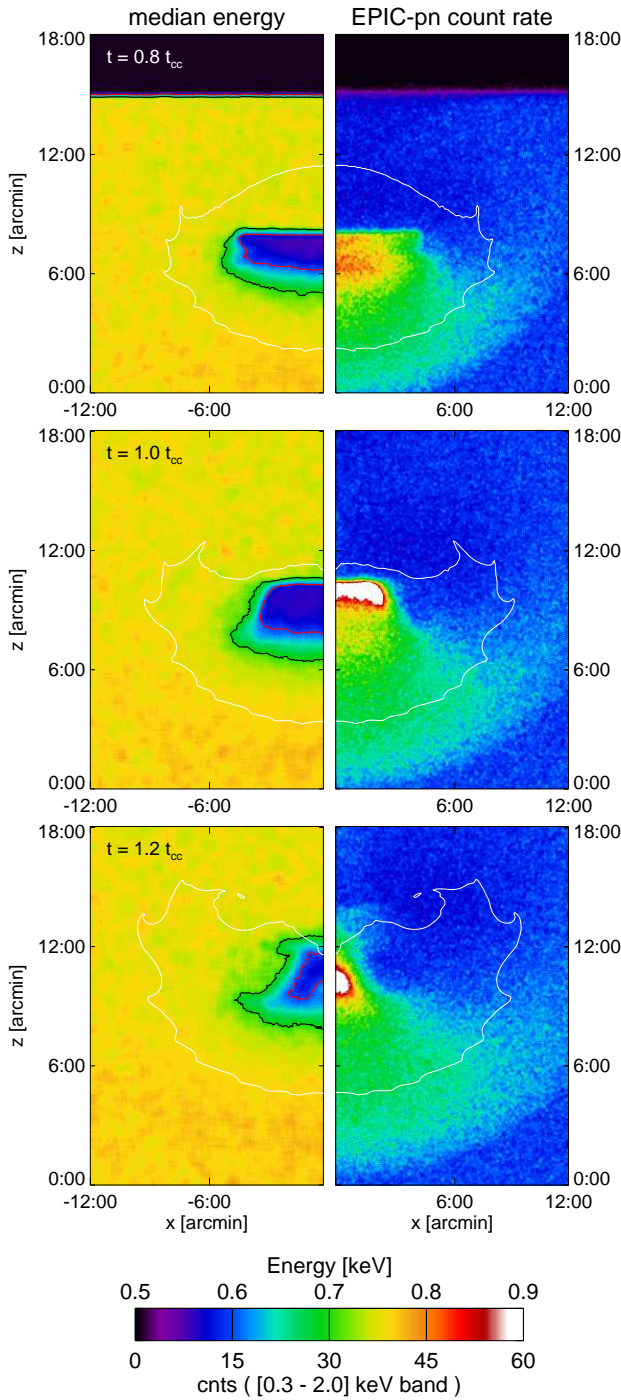 median energy EPIC-pn count rate
18:00 18:00
t = 0.8 t_cc
12:00 12:00
z [arcmin]
6:00 6:00
0:00 0:00
-12:00 -6:00 6:00 12:00
18:00 18:00
t = 1.0 t_cc
12:00 12:00
z [arcmin]
6:00 6:00
0:00 0:00
-12:00 -6:00 6:00 12:00
18:00 18:00
t = 1.2 t_cc
12:00 12:00
z [arcmin]
6:00 6:00
0:00 0:00
-12:00 -6:00 6:00 12:00
x [arcmin] x [arcmin]
Energy [keV]
0.5 0.6 0.7 0.8 0.9
0 15 30 45 60
cnts ( [0.3 - 2.0] keV band )